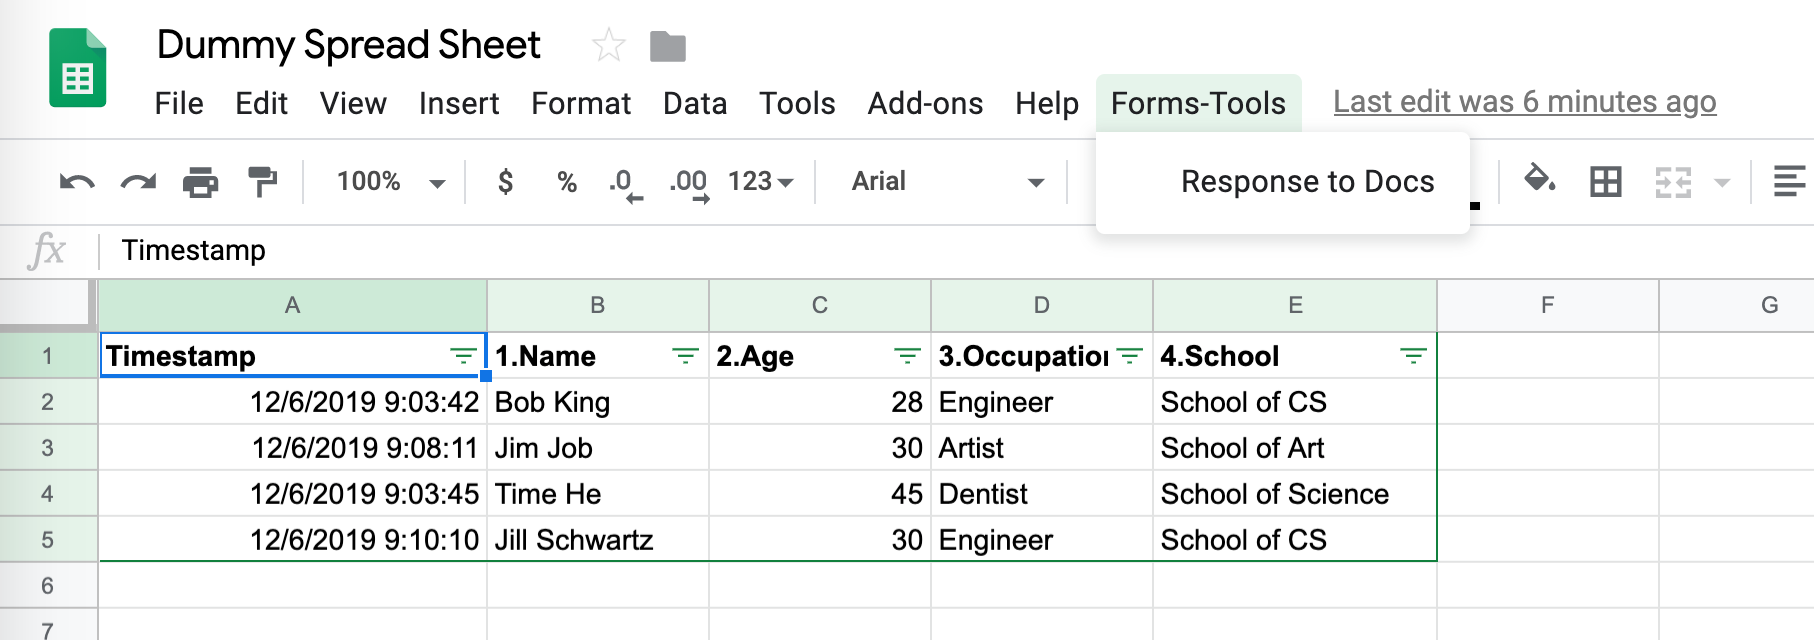 Dummy Spread Sheet
File Edit View Insert Format Data Tools Add-ons Help Forms-Tools Last edit was 6 minutes ago
100% $ % .0 .00 123 Arial Response to Docs
fx Timestamp
A B C D E F G
1 Timestamp 1.Name 2.Age 3.Occupation 4.School
2 12/6/2019 9:03:42 Bob King 28 Engineer School of CS
3 12/6/2019 9:08:11 Jim Job 30 Artist School of Art
4 12/6/2019 9:03:45 Time He 45 Dentist School of Science
5 12/6/2019 9:10:10 Jill Schwartz 30 Engineer School of CS
6
7